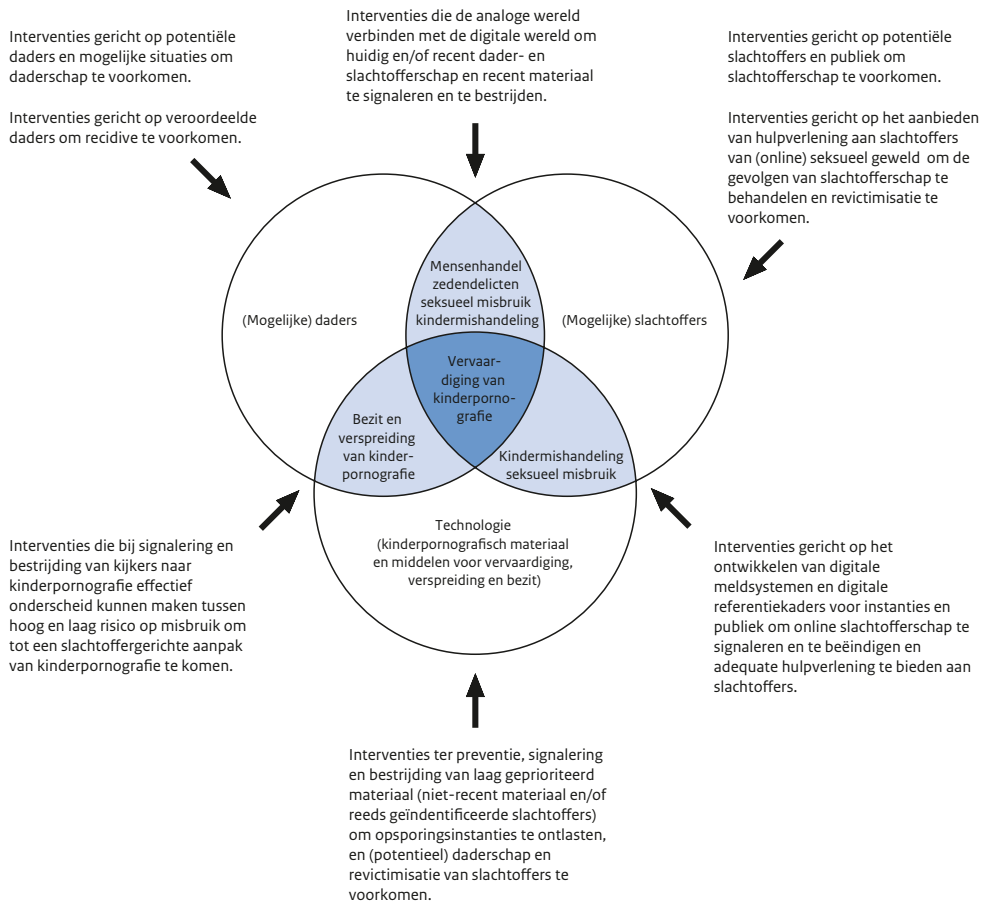 Interventies gericht op potentiële
daders en mogelijke situaties om
daderschap te voorkomen.
Interventies gericht op veroordeelde
daders om recidive te voorkomen.
Interventies die de analoge wereld
verbinden met de digitale wereld om
huidig en/of recent dader- en
slachtofferschap en recent materiaal
te signaleren en te bestrijden.
Interventies gericht op potentiële
slachtoffers en publiek om
slachtofferschap te voorkomen.
Interventies gericht op het aanbieden
van hulpverlening aan slachtoffers
van (online) seksueel geweld om de
gevolgen van slachtofferschap te
behandelen en revictimisatie te
voorkomen.
(Mogelijke) daders
Mensenhandel
zedendelicten
seksueel misbruik
kindermishandeling
(Mogelijke) slachtoffers
Vervaar-
diging van
kinderporno-
grafie
Bezit en
verspreiding
van kinder-
pornografie
Kindermishandeling
seksueel misbruik
Technologie
(kinderpornografisch materiaal
en middelen voor vervaardiging,
verspreiding en bezit)
Interventies die bij signalering en
bestrijding van kijkers naar
kinderpornografie effectief
onderscheid kunnen maken tussen
hoog en laag risico op misbruik om
tot een slachtoffergerichte aanpak
van kinderpornografie te komen.
Interventies gericht op het
ontwikkelen van digitale
meldsystemen en digitale
referentiekaders voor instanties en
publiek om online slachtofferschap te
signaleren en te beëindigen en
adequate hulpverlening te bieden aan
slachtoffers.
Interventies ter preventie, signalering
en bestrijding van laag geprioriteerd
materiaal (niet-recent materiaal en/of
reeds geïndentificeerde slachtoffers)
om opsporingsinstanties te ontlasten,
en (potentieel) daderschap en
revictimisatie van slachtoffers te
voorkomen.